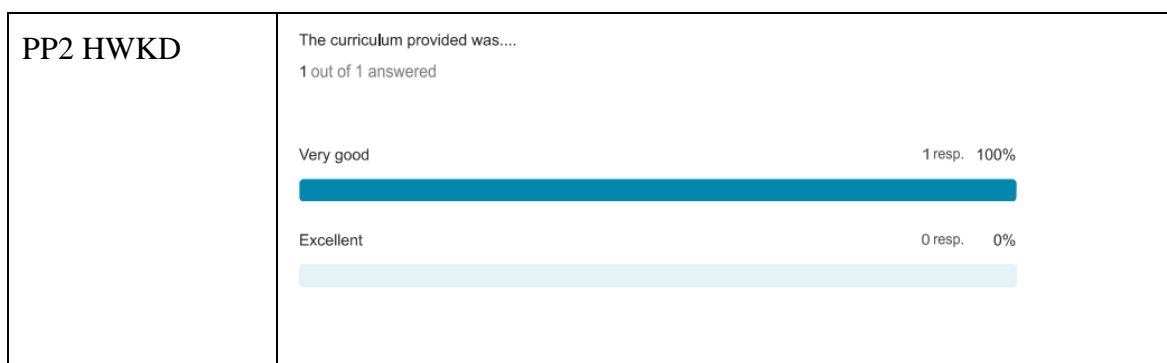 PP2 HWKD
The curriculum provided was....
1 out of 1 answered
Very good 1 resp. 100%
Excellent 0 resp. 0%